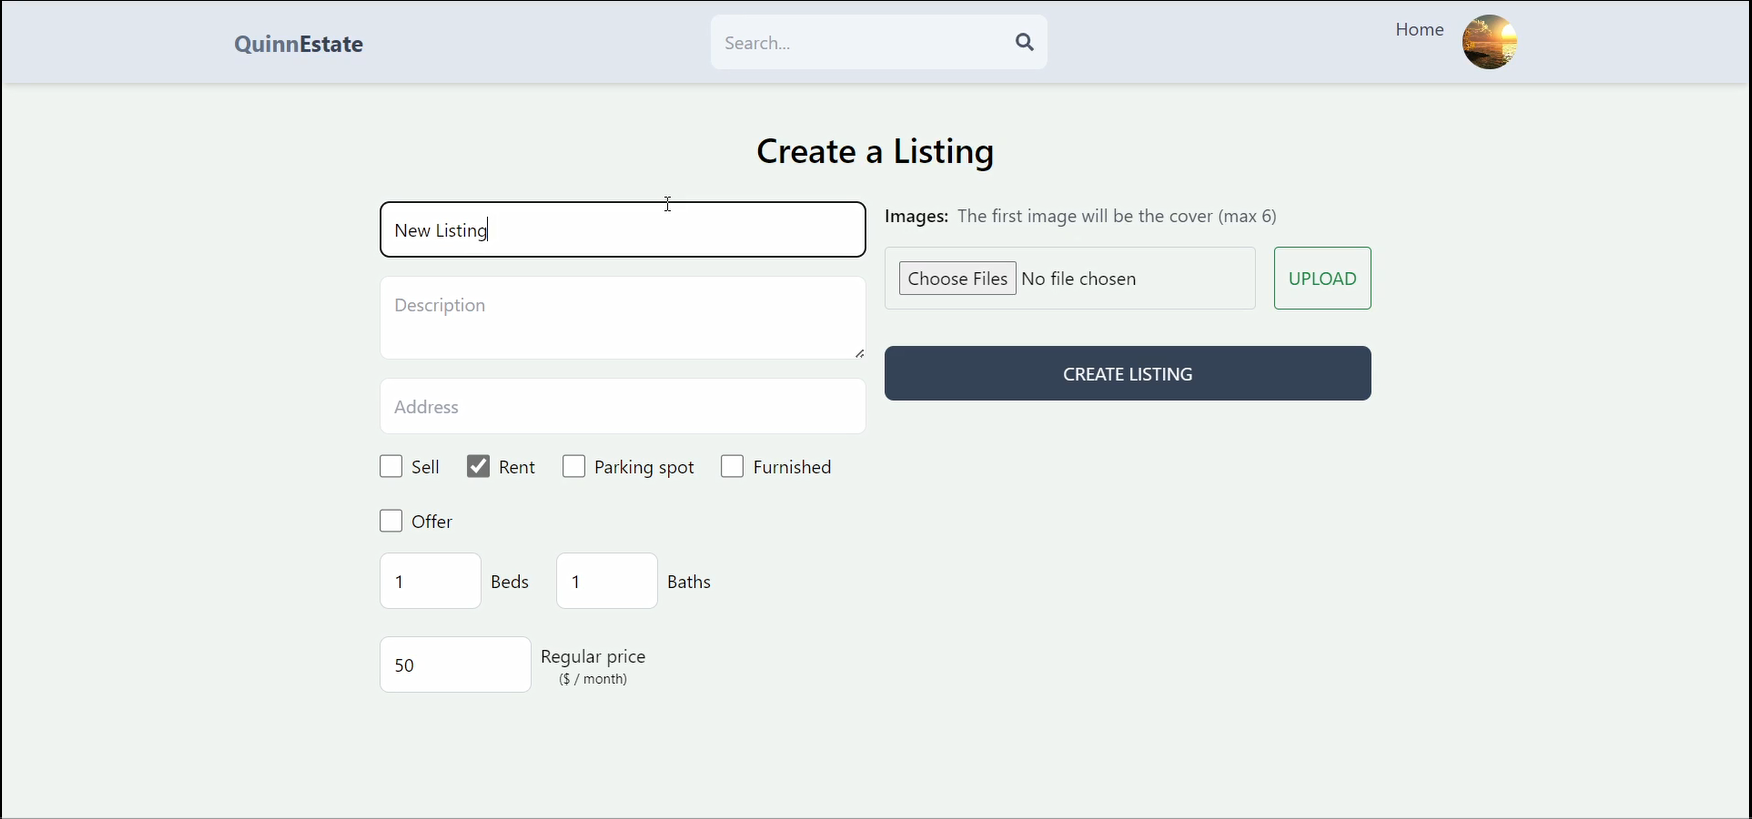 QuinnEstate
Search...
Home
Create a Listing
New Listing
Description
Address
Sell Rent Parking spot Furnished
Offer
1 Beds 1 Baths
50 Regular price
($ / month)
Images: The first image will be the cover (max 6)
Choose Files No file chosen UPLOAD
CREATE LISTING